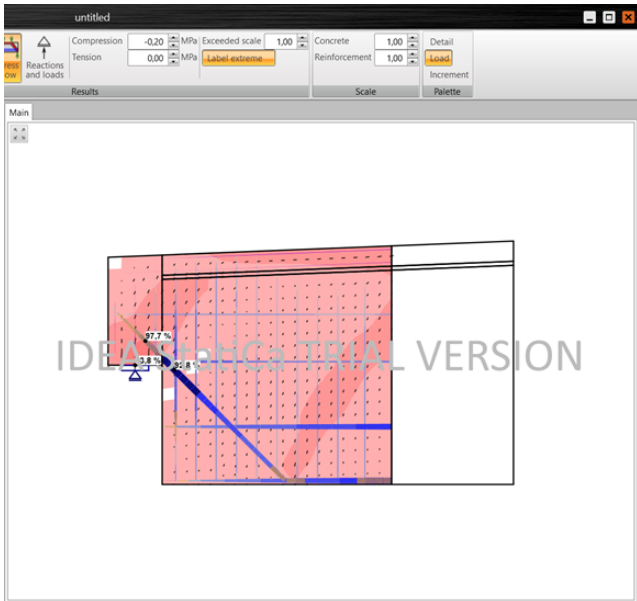 untitled
Compression -0,20 MPa Exceeded scale 1,00 Concrete 1,00 Detail
Reactions and loads Tension 0,00 MPa Label extreme Reinforcement 1,00 Load
Increment
Results Scale Palette
Main
97,7 %
3,8 %
IDEA StatiCa TRIAL VERSION